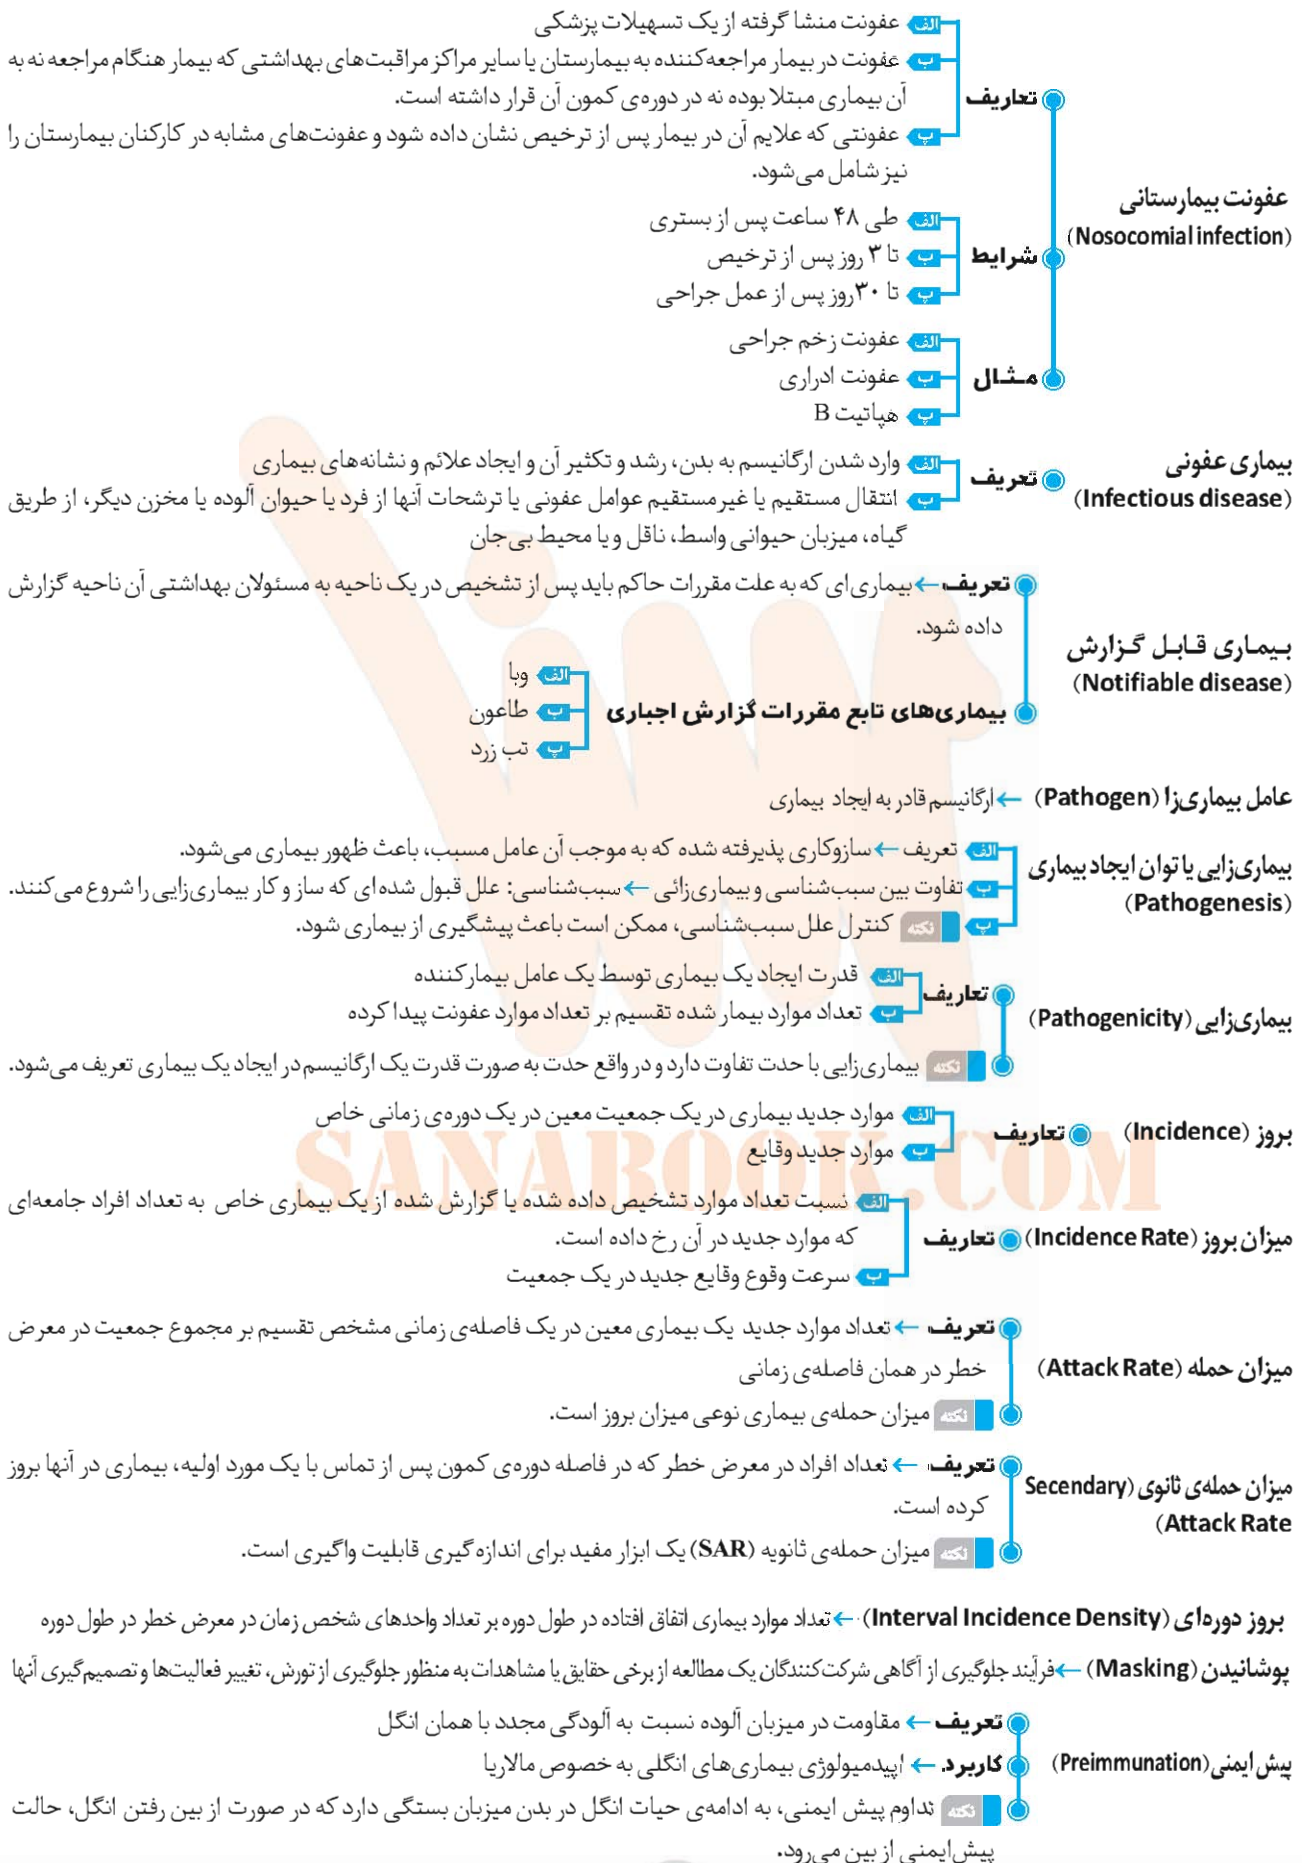 الف عفونت منشا گرفته از یک تسهیلات پزشکی
ب عفونت در بیمار مراجعه‌کننده به بیمارستان یا سایر مراکز مراقبت‌های بهداشتی که بیمار هنگام مراجعه نه به
آن بیماری مبتلا بوده نه در دوره‌ی کمون آن قرار داشته است.
تعاریف
پ عفونتی که علایم آن در بیمار پس از ترخیص نشان داده شود و عفونت‌های مشابه در کارکنان بیمارستان را
نیز شامل می‌شود.
عفونت بیمارستانی
(Nosocomial infection)
شرایط
الف طی ۴۸ ساعت پس از بستری
ب تا ۳ روز پس از ترخیص
پ تا ۳۰روز پس از عمل جراحی
مـثـال
الف عفونت زخم جراحی
ب عفونت ادراری
پ هپاتیت B
بیماری عفونی
(Infectious disease)
تعریف
الف وارد شدن ارگانیسم به بدن، رشد و تکثیر آن و ایجاد علائم و نشانه‌های بیماری
ب انتقال مستقیم یا غیرمستقیم عوامل عفونی یا ترشحات آنها از فرد یا حیوان آلوده یا مخزن دیگر، از طریق
گیاه، میزبان حیوانی واسط، ناقل و یا محیط بی‌جان
بـیـمـاری قـابـل گـزارش
(Notifiable disease)
تعریف ← بیماری‌ای که به علت مقررات حاکم باید پس از تشخیص در یک ناحیه به مسئولان بهداشتی آن ناحیه گزارش
داده شود.
بیماری‌های تابع مقررات گزارش اجباری
الف وبا
ب طاعون
پ تب زرد
عامل بیماری‌زا (Pathogen) ← ارگانیسم قادر به ایجاد بیماری
بیماری‌زایی یا توان ایجاد بیماری
(Pathogenesis)
الف تعریف ← سازوکاری پذیرفته شده که به موجب آن عامل مسبب، باعث ظهور بیماری می‌شود.
ب تفاوت بین سبب‌شناسی و بیماری‌زائی ← سبب‌شناسی: علل قبول شده‌ای که ساز و کار بیماری‌زایی را شروع می‌کنند.
پ نکته کنترل علل سبب‌شناسی، ممکن است باعث پیشگیری از بیماری شود.
بیماری‌زایی (Pathogenicity)
تعاریف
الف قدرت ایجاد یک بیماری توسط یک عامل بیمارکننده
ب تعداد موارد بیمار شده تقسیم بر تعداد موارد عفونت پیدا کرده
نکته بیماری‌زایی با حدت تفاوت دارد و در واقع حدت به صورت قدرت یک ارگانیسم در ایجاد یک بیماری تعریف می‌شود.
بروز (Incidence) تعاریف
الف موارد جدید بیماری در یک جمعیت معین در یک دوره‌ی زمانی خاص
ب موارد جدید وقایع
SANABOOK.COM
میزان بروز (Incidence Rate) تعاریف
الف نسبت تعداد موارد تشخیص داده شده یا گزارش شده از یک بیماری خاص به تعداد افراد جامعه‌ای
که موارد جدید در آن رخ داده است.
ب سرعت وقوع وقایع جدید در یک جمعیت
میزان حمله (Attack Rate)
تعریف ← تعداد موارد جدید یک بیماری معین در یک فاصله‌ی زمانی مشخص تقسیم بر مجموع جمعیت در معرض
خطر در همان فاصله‌ی زمانی
نکته میزان حمله‌ی بیماری نوعی میزان بروز است.
میزان حمله‌ی ثانوی (Secendary
Attack Rate)
تعریف ← تعداد افراد در معرض خطر که در فاصله دوره‌ی کمون پس از تماس با یک مورد اولیه، بیماری در آنها بروز
کرده است.
نکته میزان حمله‌ی ثانویه (SAR) یک ابزار مفید برای اندازه‌گیری قابلیت واگیری است.
بروز دوره‌ای (Interval Incidence Density) ← تعداد موارد بیماری اتفاق افتاده در طول دوره بر تعداد واحدهای شخص زمان در معرض خطر در طول دوره
پوشانیدن (Masking) ← فرآیند جلوگیری از آگاهی شرکت‌کنندگان یک مطالعه از برخی حقایق یا مشاهدات به منظور جلوگیری از تورش، تغییر فعالیت‌ها و تصمیم‌گیری آنها
پیش ایمنی (Preimmunation)
تعریف ← مقاومت در میزبان آلوده نسبت به آلودگی مجدد با همان انگل
کاربرد ← اپیدمیولوژی بیماری‌های انگلی به خصوص مالاریا
نکته تداوم پیش ایمنی، به ادامه‌ی حیات انگل در بدن میزبان بستگی دارد که در صورت از بین رفتن انگل، حالت
پیش‌ایمنی از بین می‌رود.